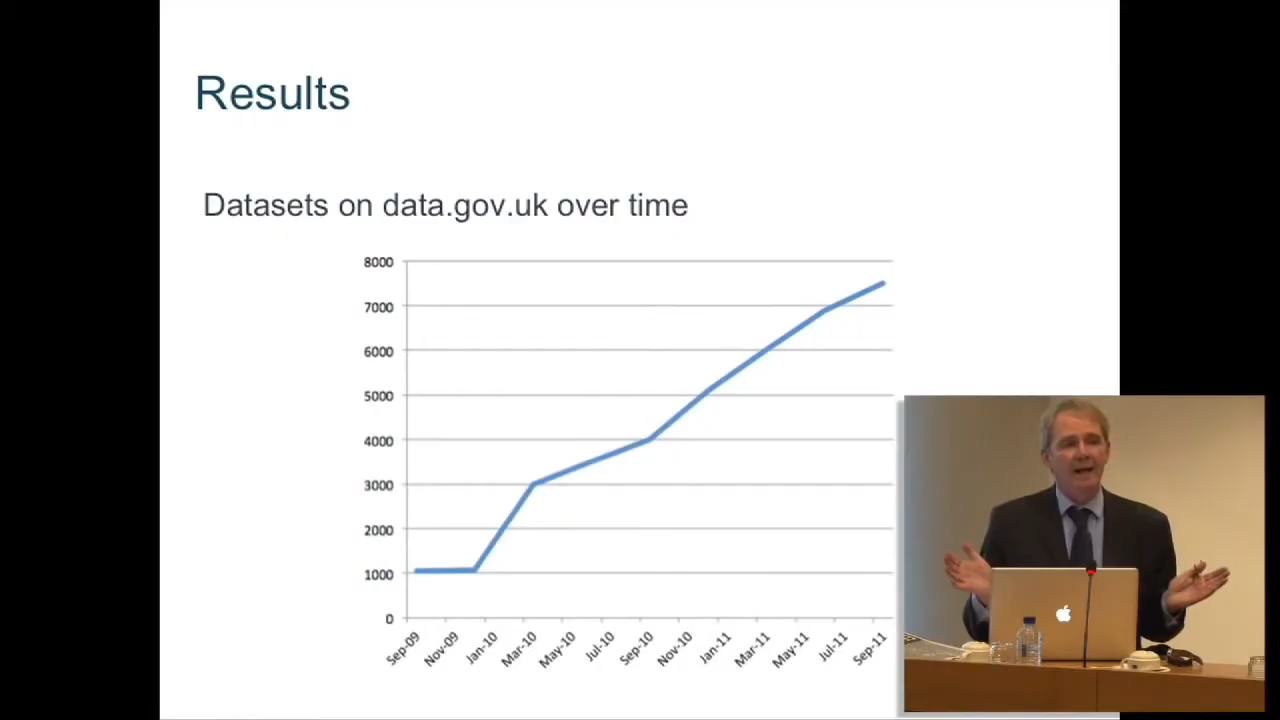 Results
Datasets on data.gov.uk over time
8000
7000
6000
5000
4000
3000
2000
1000
0
Sep-09
Nov-09
Jan-10
Mar-10
May-10
Jul-10
Sep-10
Nov-10
Jan-11
Mar-11
May-11
Jul-11
Sep-11